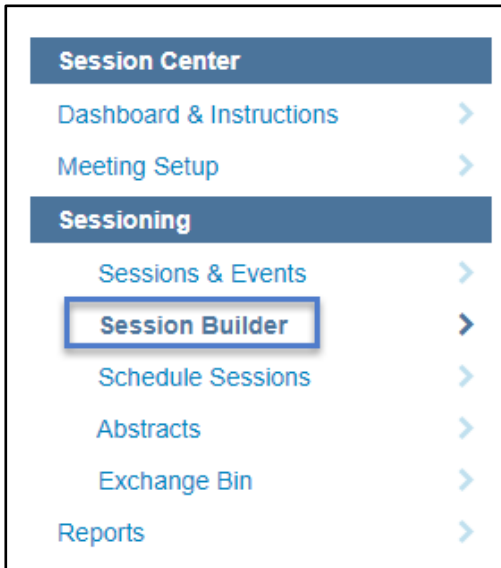 Session Center
Dashboard & Instructions
Meeting Setup
Sessioning
Sessions & Events
Session Builder
Schedule Sessions
Abstracts
Exchange Bin
Reports